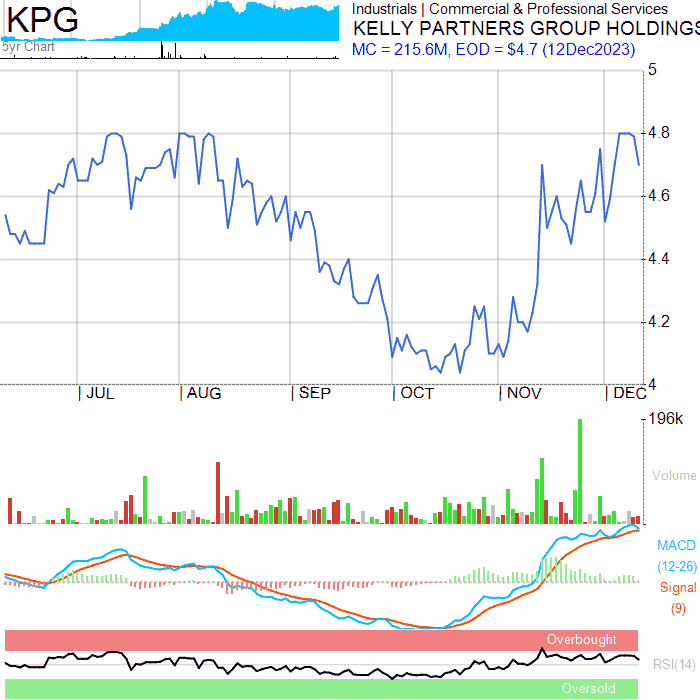 KPG
5yr Chart
Industrials | Commercial & Professional Services
KELLY PARTNERS GROUP HOLDINGS
MC = 215.6M, EOD = $4.7 (12Dec2023)
5
4.8
4.6
4.4
4.2
4
| JUL | AUG | SEP | OCT | NOV | DEC
196k
Volume
MACD
(12-26)
Signal
(9)
Overbought
RSI(14)
Oversold